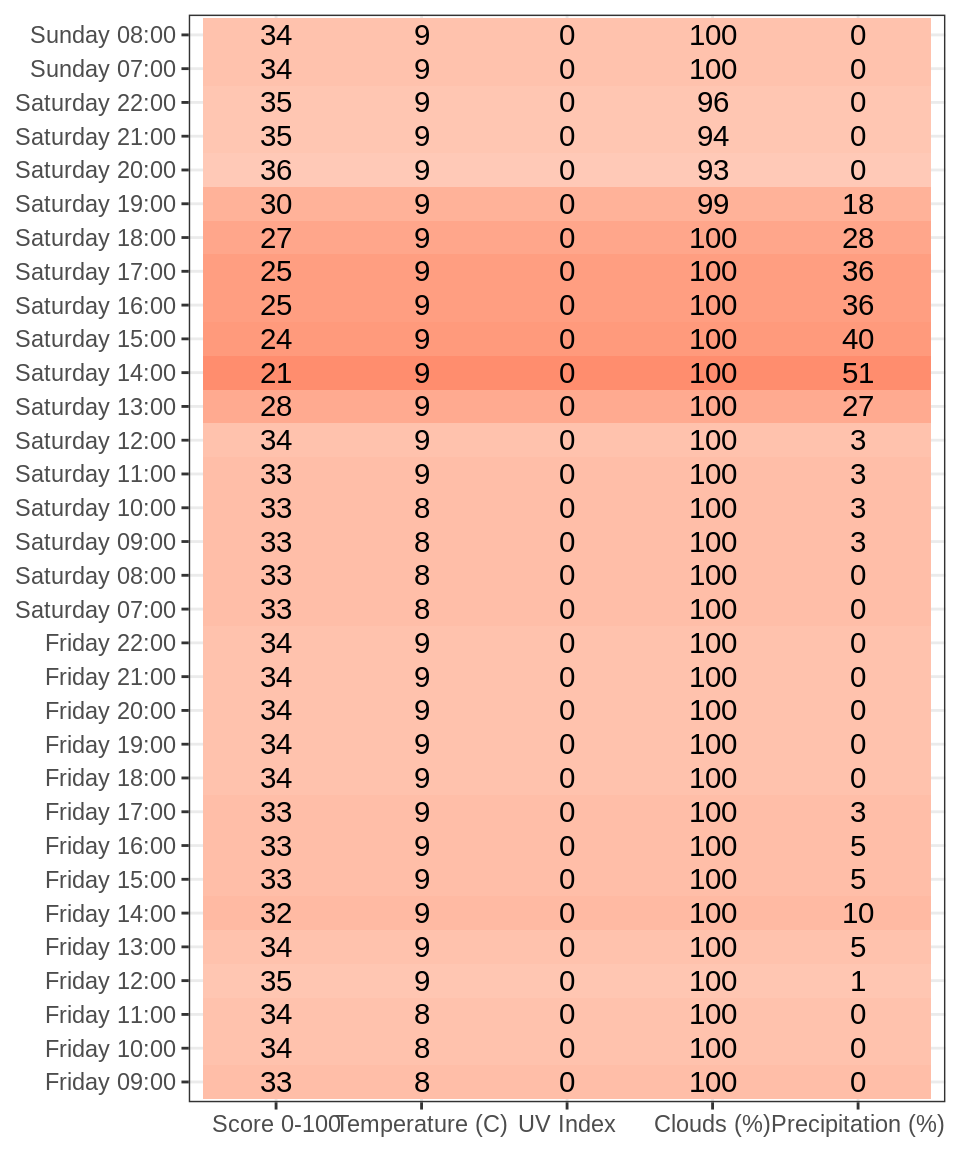 Sunday 08:00 34 9 0 100 0
Sunday 07:00 34 9 0 100 0
Saturday 22:00 35 9 0 96 0
Saturday 21:00 35 9 0 94 0
Saturday 20:00 36 9 0 93 0
Saturday 19:00 30 9 0 99 18
Saturday 18:00 27 9 0 100 28
Saturday 17:00 25 9 0 100 36
Saturday 16:00 25 9 0 100 36
Saturday 15:00 24 9 0 100 40
Saturday 14:00 21 9 0 100 51
Saturday 13:00 28 9 0 100 27
Saturday 12:00 34 9 0 100 3
Saturday 11:00 33 9 0 100 3
Saturday 10:00 33 8 0 100 3
Saturday 09:00 33 8 0 100 3
Saturday 08:00 33 8 0 100 0
Saturday 07:00 33 8 0 100 0
Friday 22:00 34 9 0 100 0
Friday 21:00 34 9 0 100 0
Friday 20:00 34 9 0 100 0
Friday 19:00 34 9 0 100 0
Friday 18:00 34 9 0 100 0
Friday 17:00 33 9 0 100 3
Friday 16:00 33 9 0 100 5
Friday 15:00 33 9 0 100 5
Friday 14:00 32 9 0 100 10
Friday 13:00 34 9 0 100 5
Friday 12:00 35 9 0 100 1
Friday 11:00 34 8 0 100 0
Friday 10:00 34 8 0 100 0
Friday 09:00 33 8 0 100 0
Score 0-100 Temperature (C) UV Index Clouds (%) Precipitation (%)